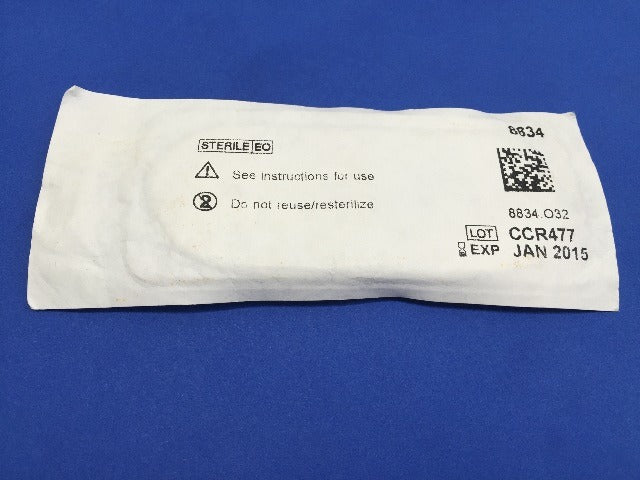 8834
STERILE EO
See instructions for use
Do not reuse/resterilize
8834.O32
LOT CCR477
EXP JAN 2015